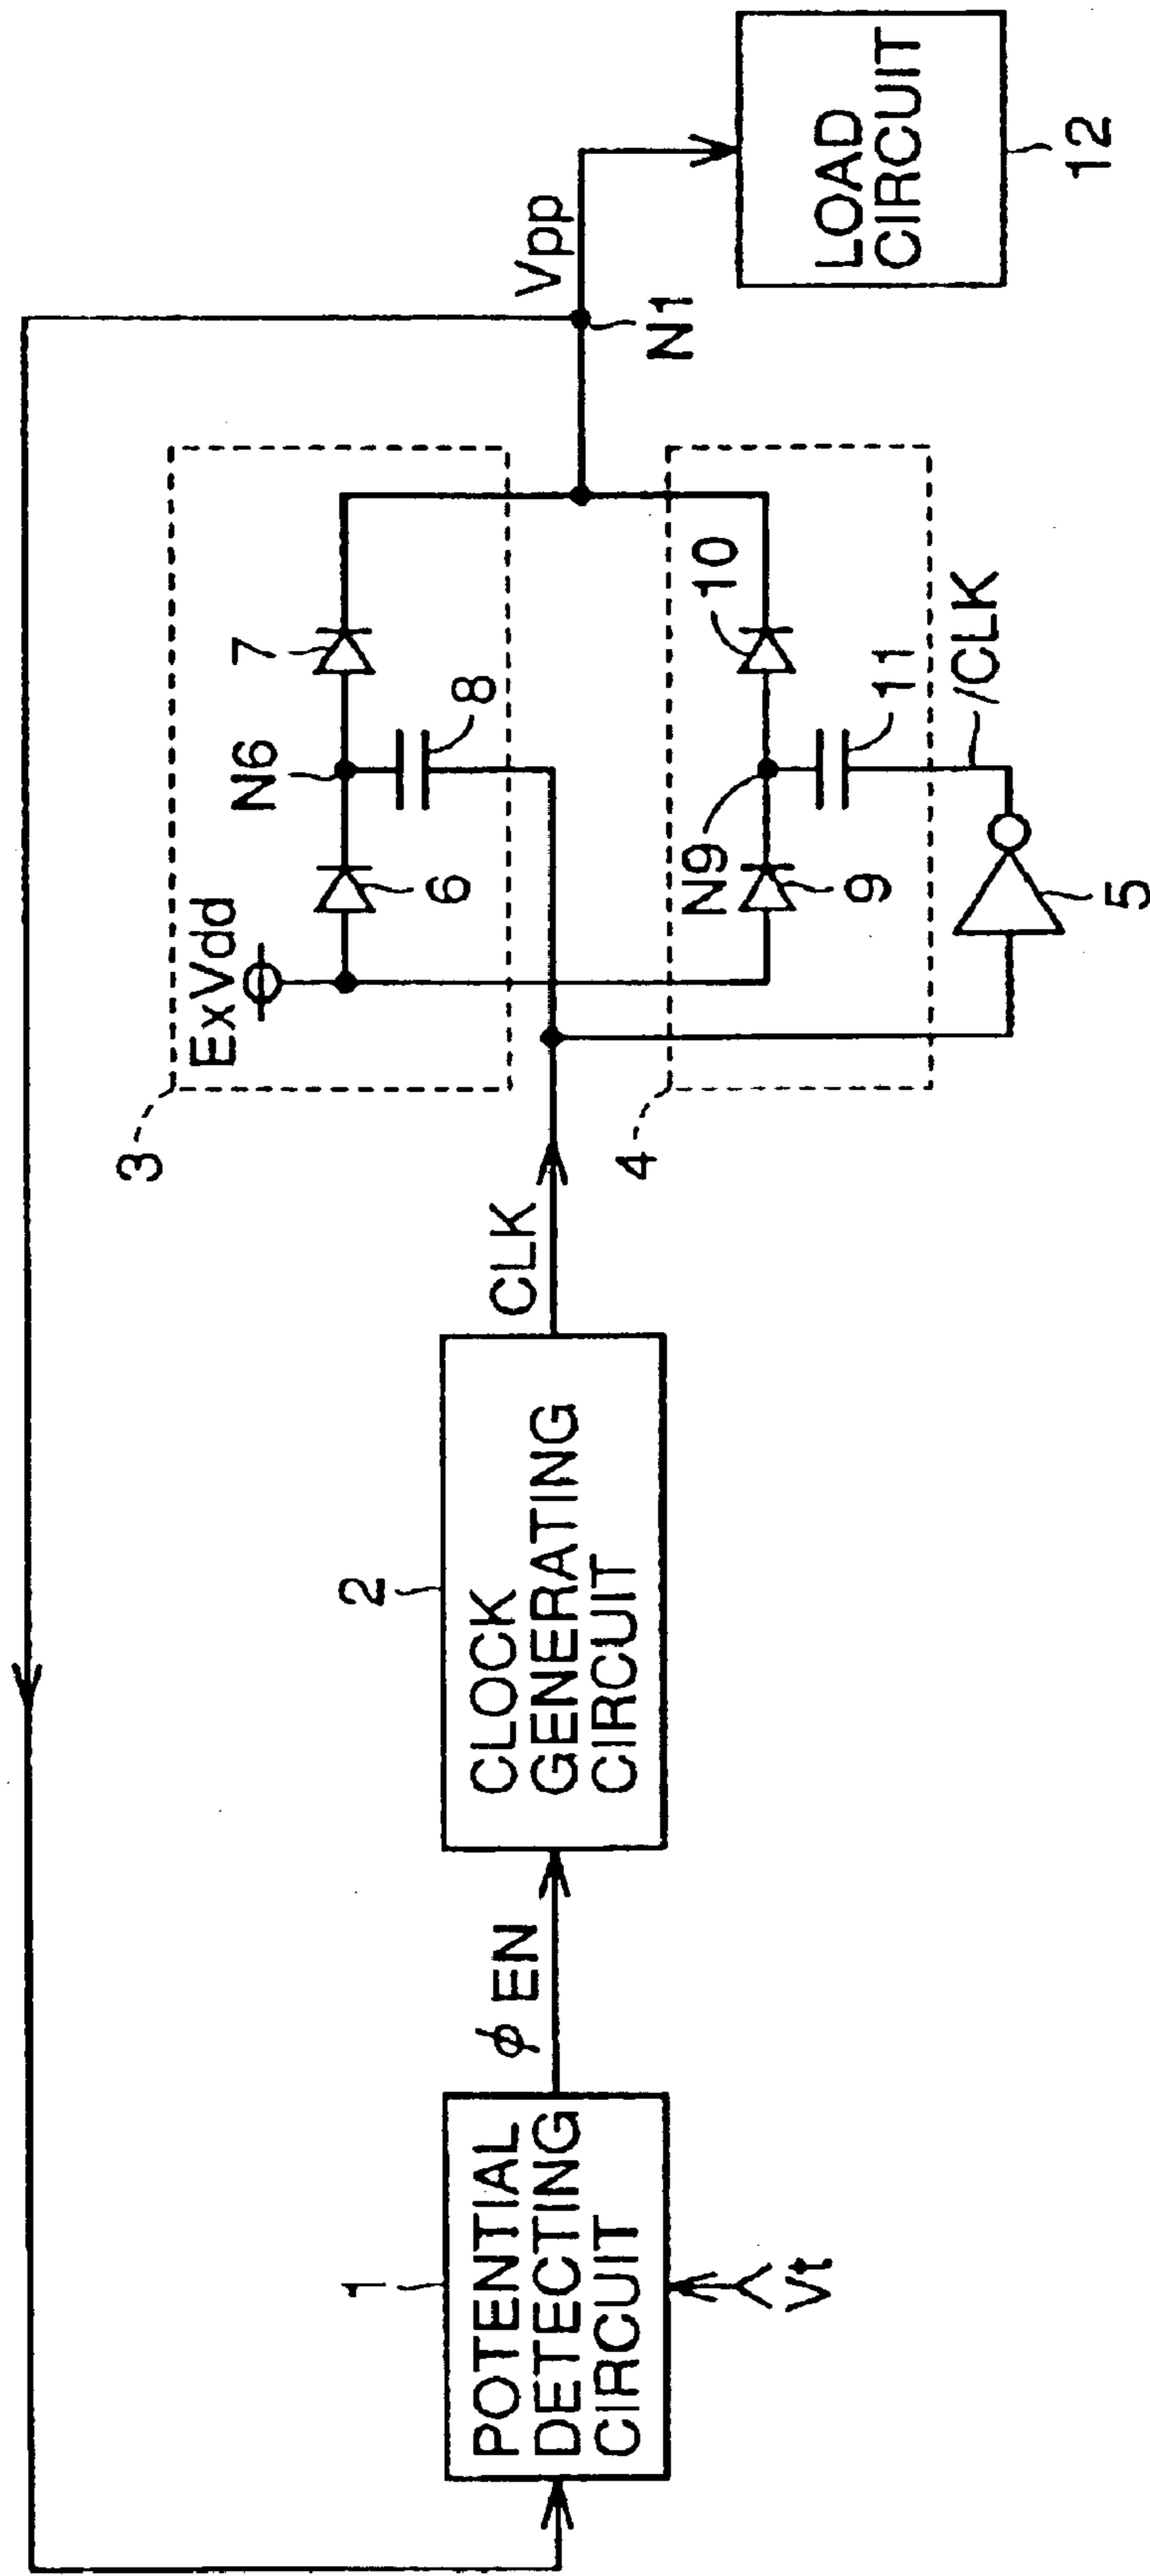 1
POTENTIAL
DETECTING
CIRCUIT
Vt
φ EN
2
CLOCK
GENERATING
CIRCUIT
CLK
3
ExVdd
6
N6
7
8
4
N9
9
10
11
/CLK
5
Vpp
N1
LOAD
CIRCUIT
12